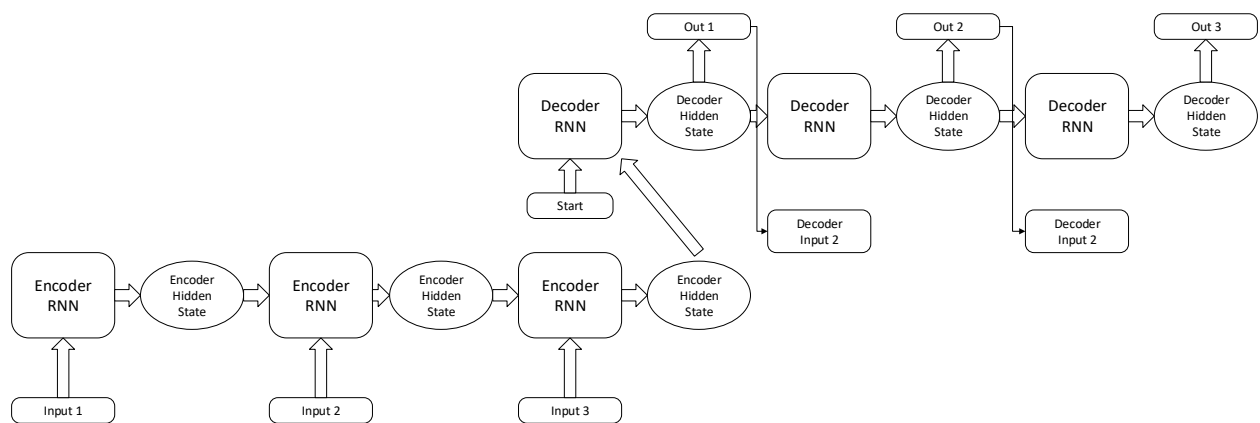 Out 1
Out 2
Out 3
Decoder
RNN
Decoder
Hidden
State
Decoder
RNN
Decoder
Hidden
State
Decoder
RNN
Decoder
Hidden
State
Start
Decoder
Input 2
Decoder
Input 2
Encoder
RNN
Encoder
Hidden
State
Encoder
RNN
Encoder
Hidden
State
Encoder
RNN
Encoder
Hidden
State
Input 1
Input 2
Input 3